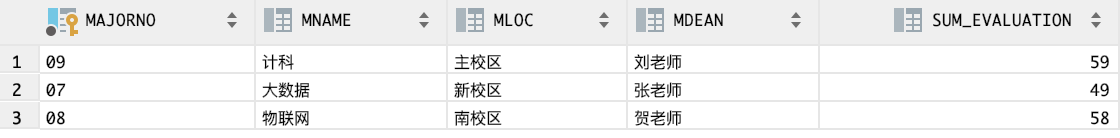 MAJORNO MNAME MLOC MDEAN SUM_EVALUATION
1 09 计科 主校区 刘老师 59
2 07 大数据 新校区 张老师 49
3 08 物联网 南校区 贺老师 58